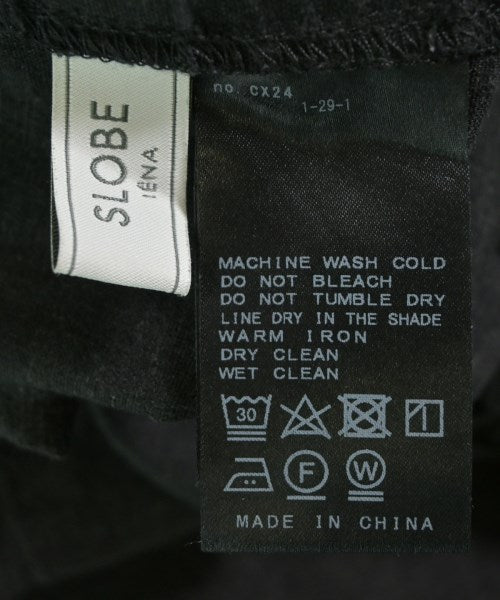 SLOBE
IÉNA
no. CX24
1-29-1
MACHINE WASH COLD
DO NOT BLEACH
DO NOT TUMBLE DRY
LINE DRY IN THE SHADE
WARM IRON
DRY CLEAN
WET CLEAN
30
F
W
MADE IN CHINA